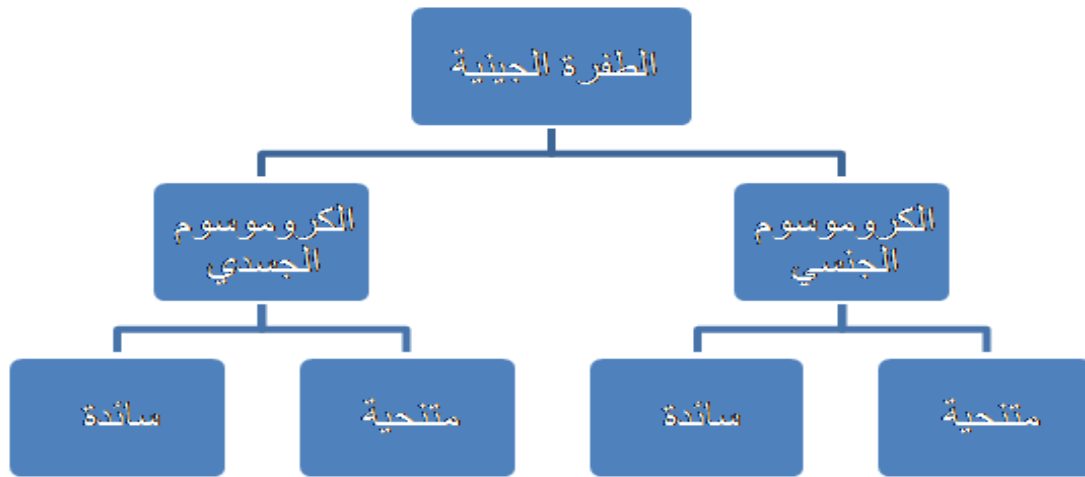 الطفرة الجينية
الكروموسوم
الجنسي
الكروموسوم
الجسدي
متنحية
سائدة
متنحية
سائدة